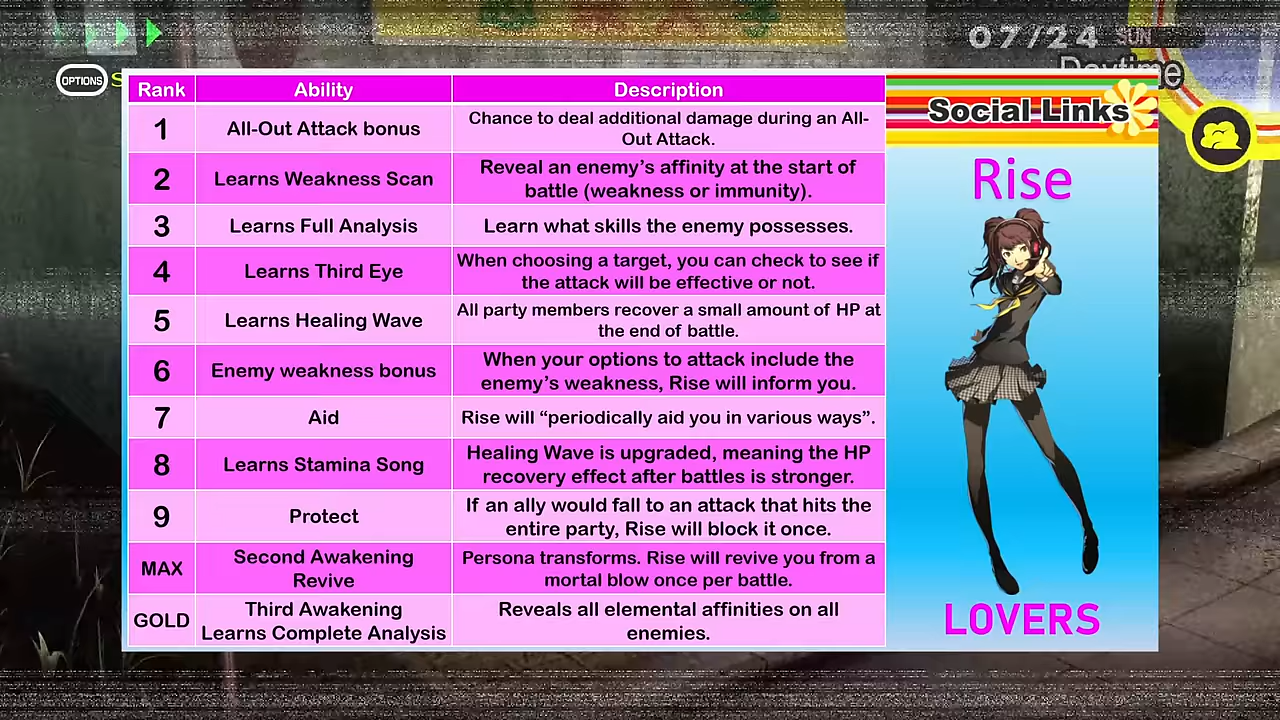 07/24 SUN
Daytime
OPTIONS S
Rank Ability Description
1 All-Out Attack bonus Chance to deal additional damage during an All-
Out Attack.
2 Learns Weakness Scan Reveal an enemy’s affinity at the start of
battle (weakness or immunity).
3 Learns Full Analysis Learn what skills the enemy possesses.
4 Learns Third Eye When choosing a target, you can check to see if
the attack will be effective or not.
5 Learns Healing Wave All party members recover a small amount of HP at
the end of battle.
6 Enemy weakness bonus When your options to attack include the
enemy’s weakness, Rise will inform you.
7 Aid Rise will “periodically aid you in various ways”.
8 Learns Stamina Song Healing Wave is upgraded, meaning the HP
recovery effect after battles is stronger.
9 Protect If an ally would fall to an attack that hits the
entire party, Rise will block it once.
MAX Second Awakening
Revive Persona transforms. Rise will revive you from a
mortal blow once per battle.
GOLD Third Awakening
Learns Complete Analysis Reveals all elemental affinities on all
enemies.
Social Links
Rise
LOVERS